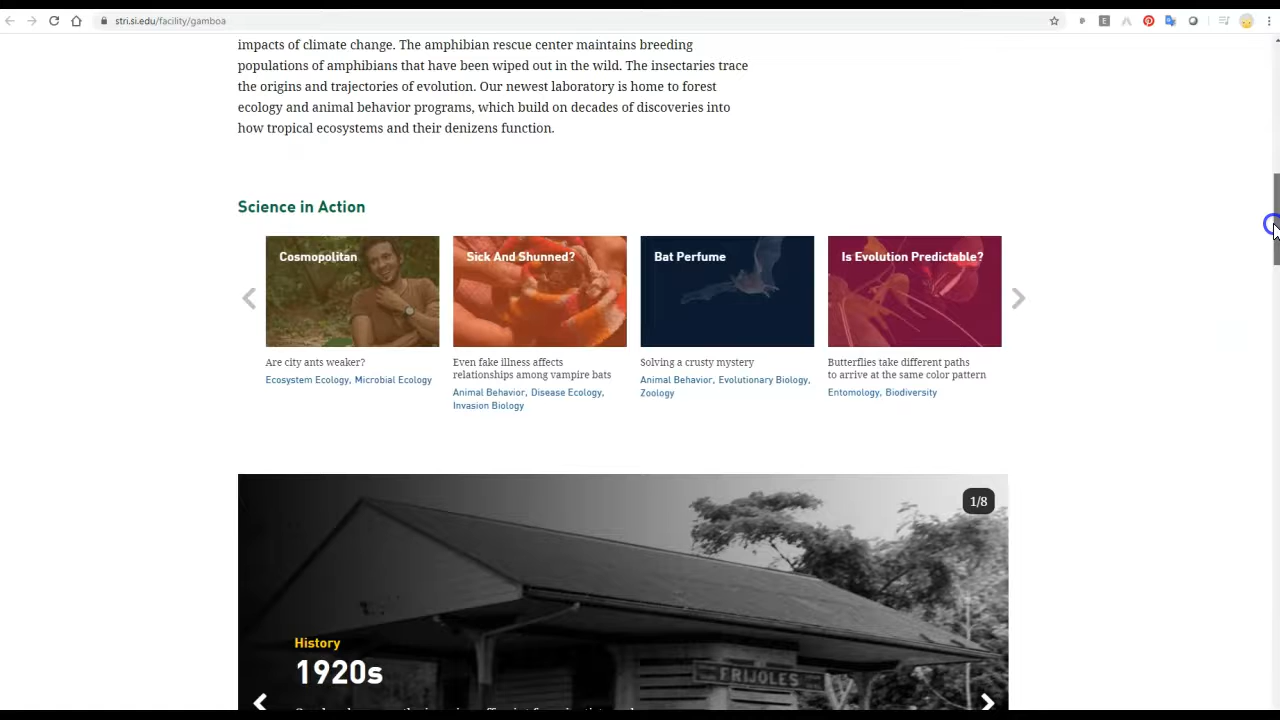 stri.si.edu/facility/gamboa
impacts of climate change. The amphibian rescue center maintains breeding
populations of amphibians that have been wiped out in the wild. The insectaries trace
the origins and trajectories of evolution. Our newest laboratory is home to forest
ecology and animal behavior programs, which build on decades of discoveries into
how tropical ecosystems and their denizens function.
Science in Action
Cosmopolitan
Are city ants weaker?
Ecosystem Ecology, Microbial Ecology
Sick And Shunned?
Even fake illness affects
relationships among vampire bats
Animal Behavior, Disease Ecology,
Invasion Biology
Bat Perfume
Solving a crusty mystery
Animal Behavior, Evolutionary Biology,
Zoology
Is Evolution Predictable?
Butterflies take different paths
to arrive at the same color pattern
Entomology, Biodiversity
1/8
History
1920s
FRIJOLES